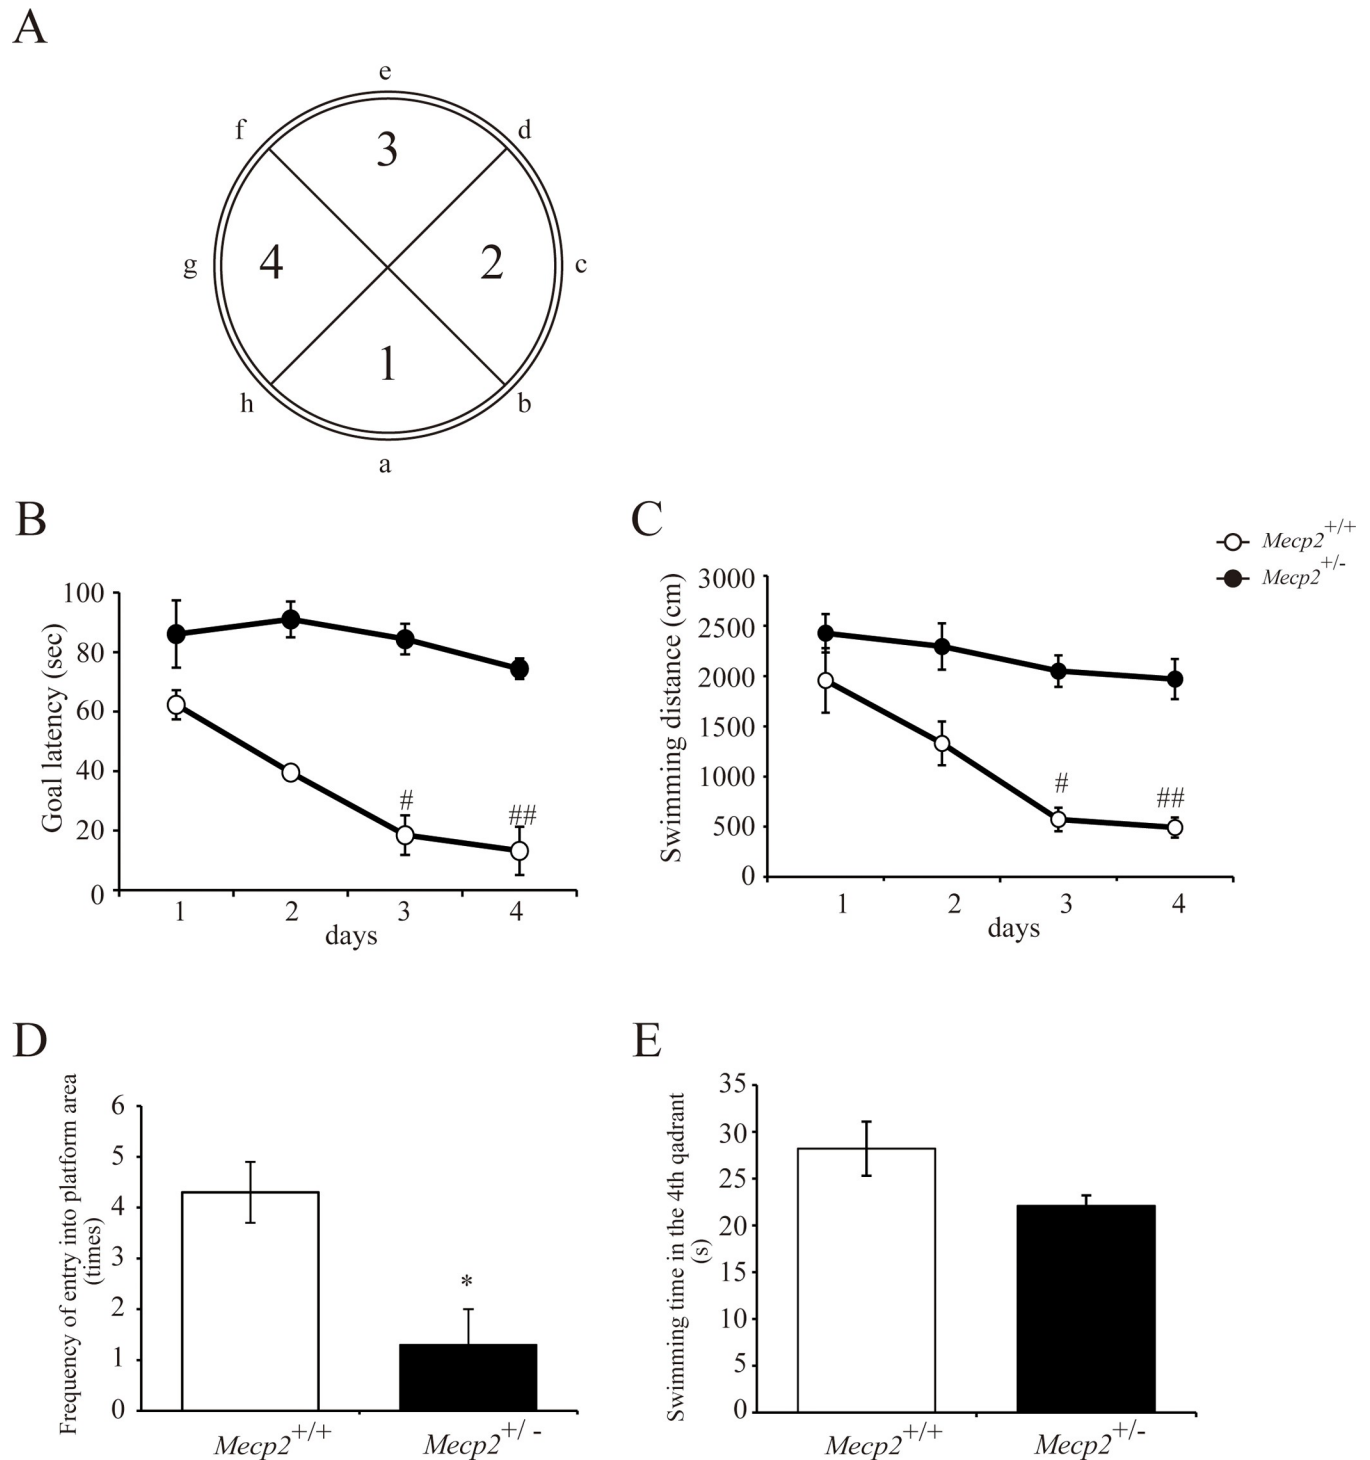 A
e
f
d
3
g
4
2
c
1
h
b
a
B
C
Mecp2+/+
Mecp2+/-
Goal latency (sec)
100
80
60
40
20
0
#
##
1
2
3
4
days
Swimming distance (cm)
3000
2500
2000
1500
1000
500
0
#
##
1
2
3
4
days
D
E
Frequency of entry into platform area
(times)
6
5
4
3
2
1
0
*
Mecp2+/+
Mecp2+/ -
Swimming time in the 4th qadrant
(s)
35
30
25
20
15
10
5
0
Mecp2+/+
Mecp2+/-